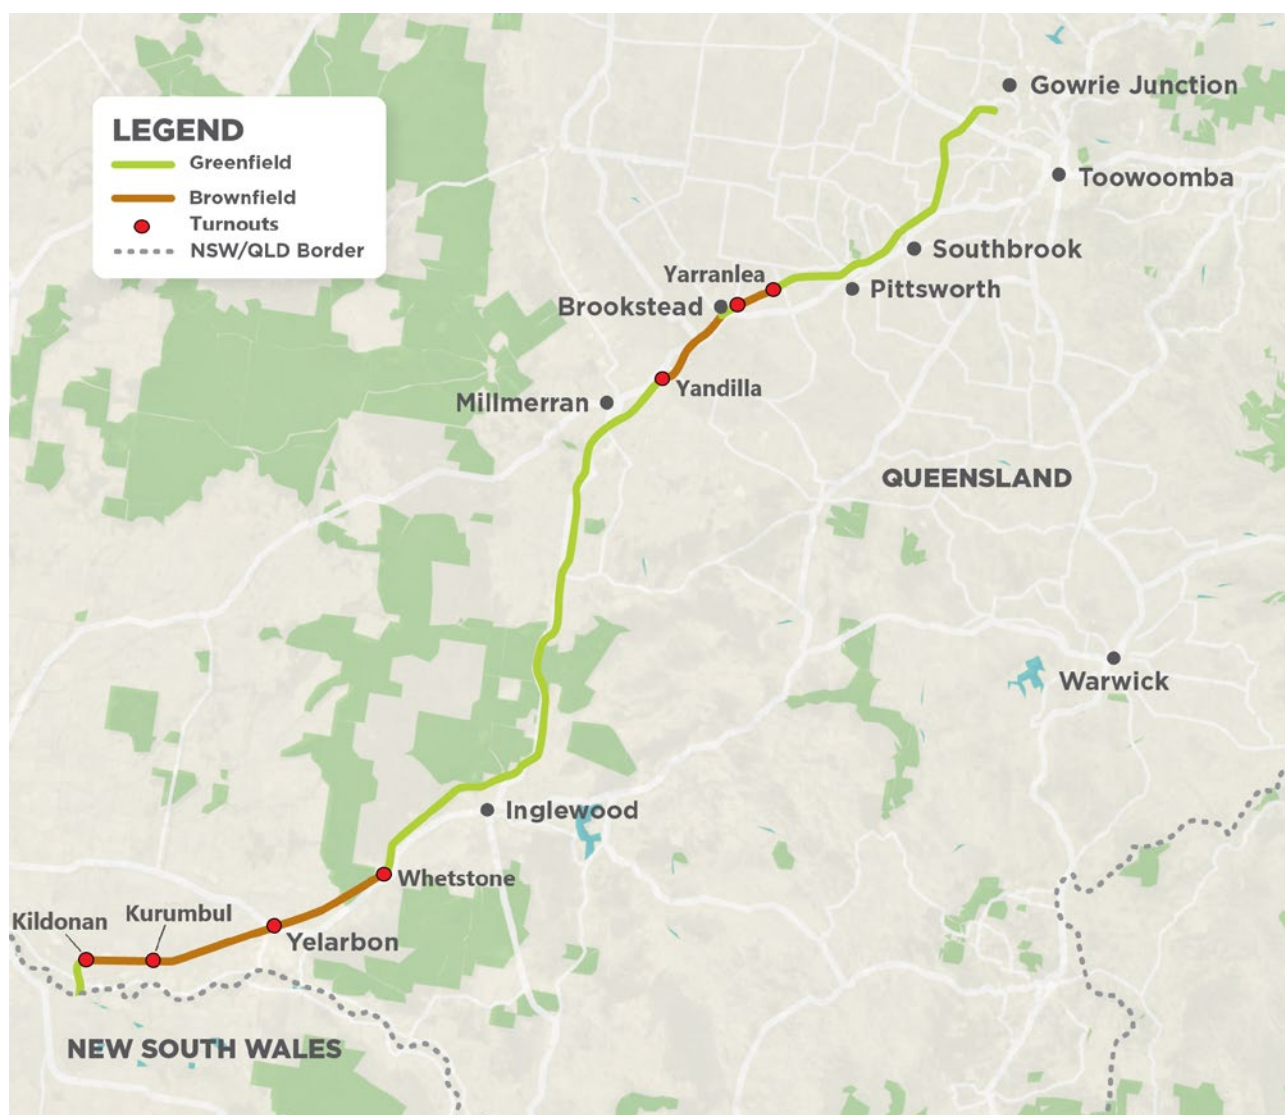 LEGEND
Greenfield
Brownfield
Turnouts
NSW/QLD Border
Gowrie Junction
Toowoomba
Southbrook
Yarranlea
Pittsworth
Brookstead
Yandilla
Millmerran
QUEENSLAND
Warwick
Inglewood
Whetstone
Kurumbul
Kildonan
Yelarbon
NEW SOUTH WALES